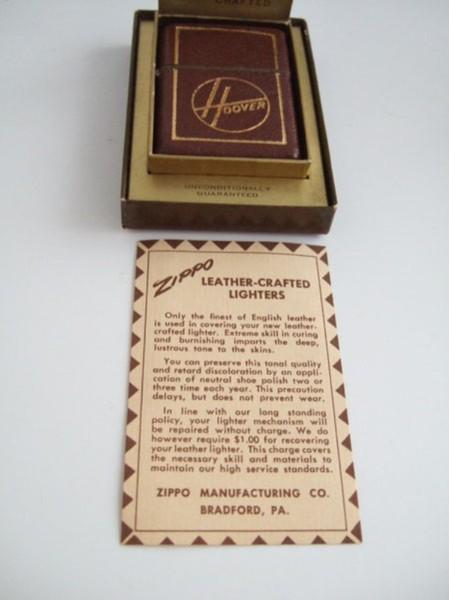 CRAFTED
HOOVER
UNCONDITIONALLY
GUARANTEED
ZIPPO
LEATHER-CRAFTED
LIGHTERS
Only the finest of English leather
is used in covering your new leather-
crafted lighter. Extreme skill in curing
and burnishing imparts the deep,
lustrous tone to the skins.
You can preserve this tonal quality
and retard discoloration by an appli-
cation of neutral shoe polish two or
three time each year. This precaution
delays, but does not prevent wear.
In line with our long standing
policy, your lighter mechanism will
be repaired without charge. We do
however require $1.00 for recovering
your leather lighter. This charge covers
the necessary skill and materials to
maintain our high service standards.
ZIPPO MANUFACTURING CO.
BRADFORD, PA.